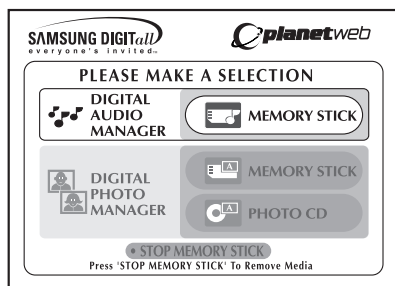 SAMSUNG DIGITall
everyone's invited™
planetweb
PLEASE MAKE A SELECTION
DIGITAL
AUDIO
MANAGER
MEMORY STICK
DIGITAL
PHOTO
MANAGER
A MEMORY STICK
A PHOTO CD
• STOP MEMORY STICK
Press 'STOP MEMORY STICK' To Remove Media